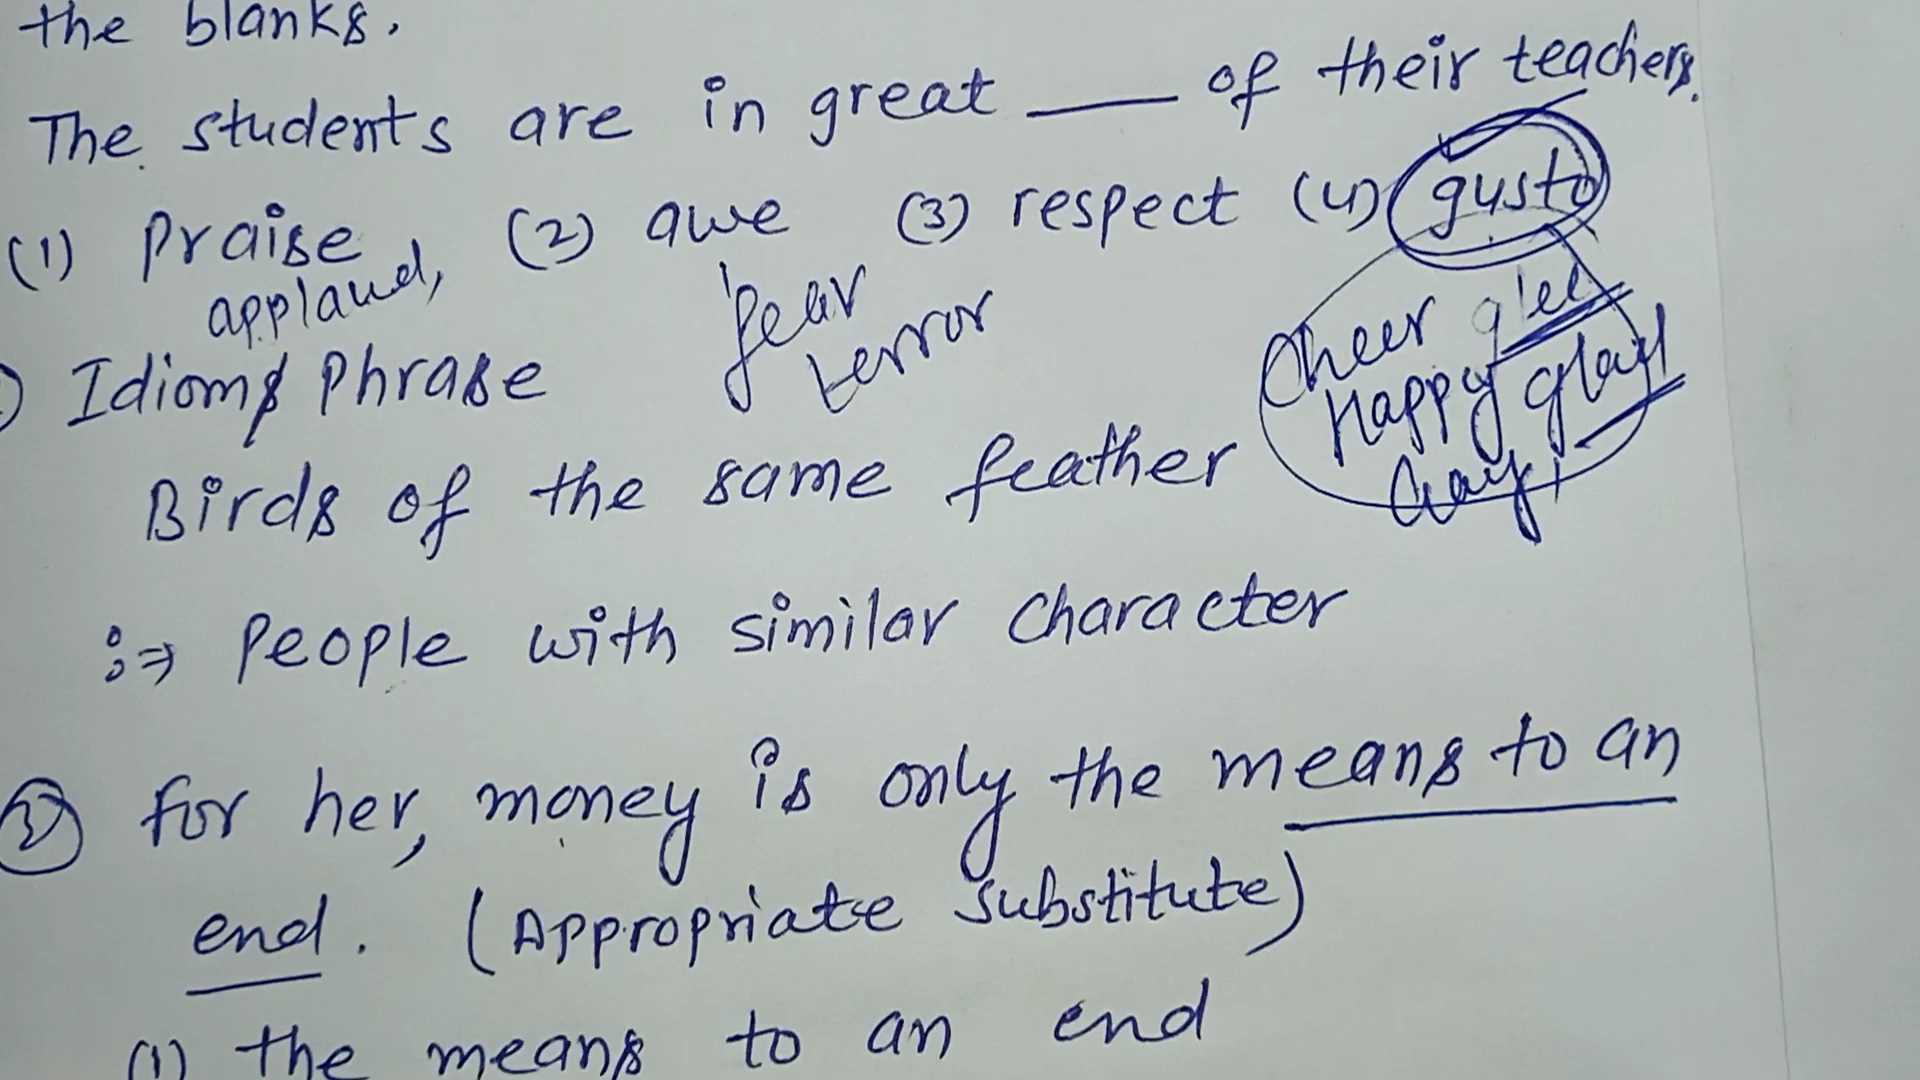 the blanks.
The students are in great ___ of their teachers.
(1) Praise (2) awe (3) respect (4) gusto
applaud, fear terror
Cheer glee
Happy
Idioms Phrase
Birds of the same feather
People with similar character
for her, money is only the means to an
end. (Appropriate substitute)
(1) the means to an end